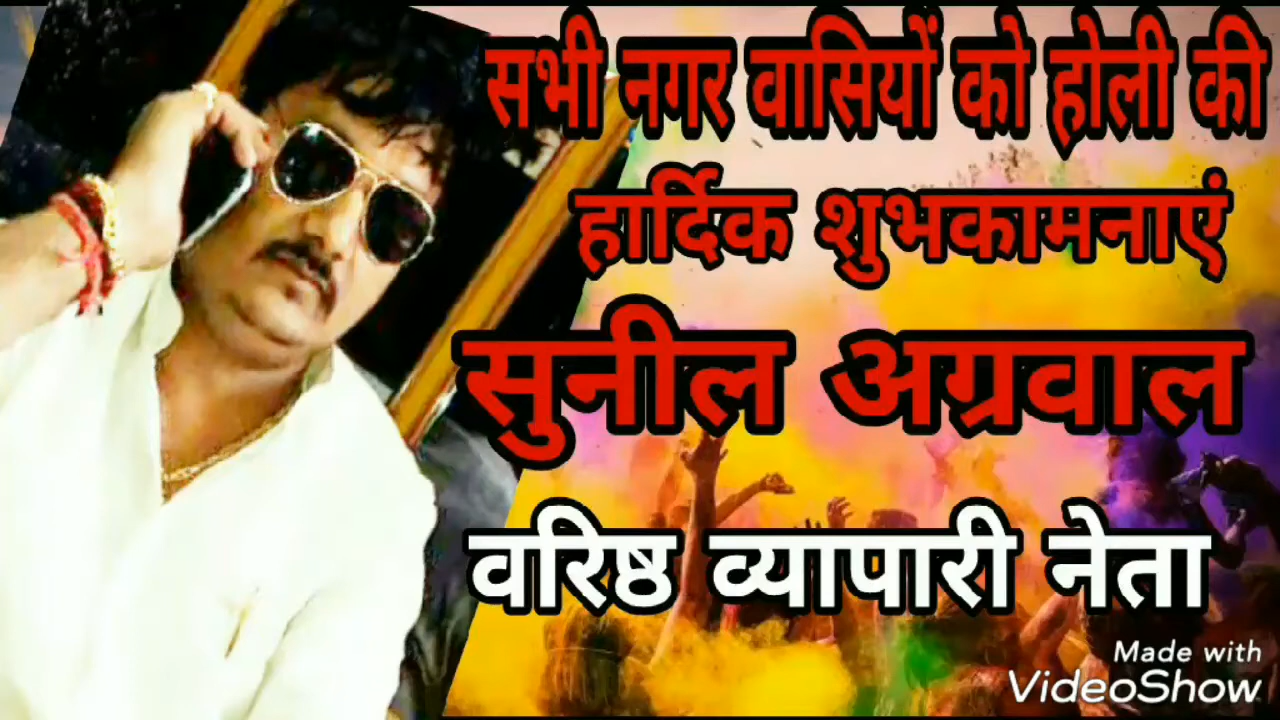 सभी नगर वासियों को होली की
हार्दिक शुभकामनाएं
सुनील अग्रवाल
वरिष्ठ व्यापारी नेता
Made with
VideoShow